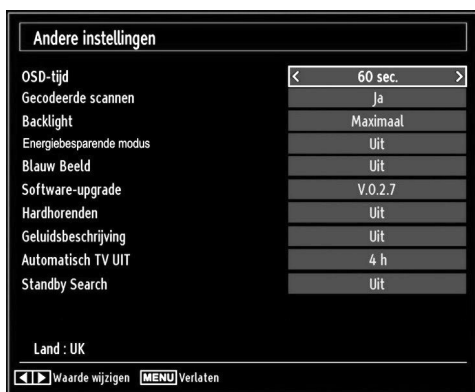 Andere instellingen
OSD-tijd < 60 sec. >
Gecodeerde scannen Ja
Backlight Maximaal
Energiebesparende modus Uit
Blauw Beeld Uit
Software-upgrade V.0.2.7
Hardhorenden Uit
Geluidsbeschrijving Uit
Automatisch TV UIT 4 h
Standby Search Uit
Land : UK
Waarde wijzigen MENU Verlaten